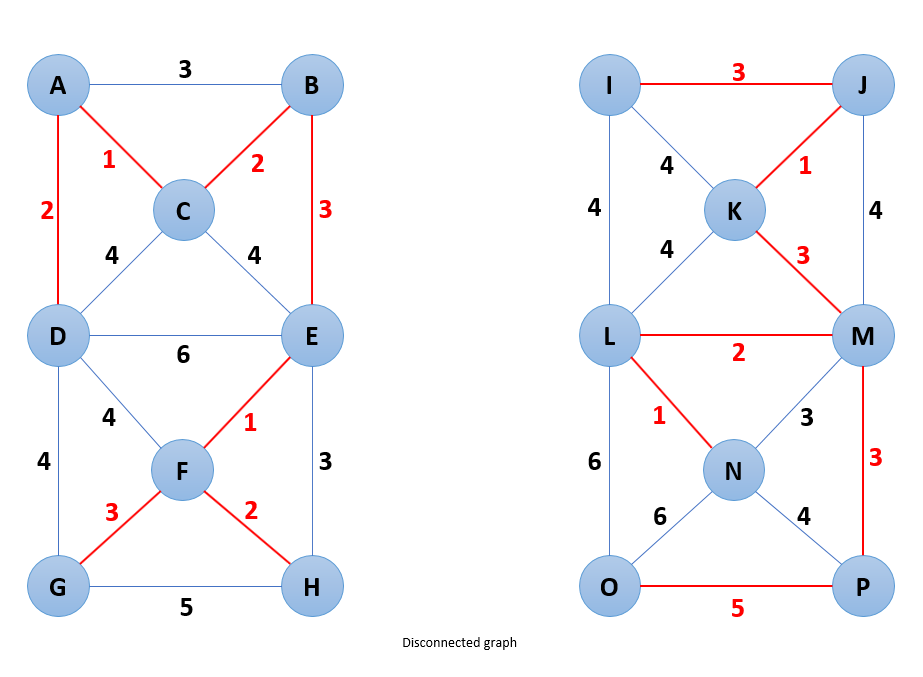 A 3 B
I 3 J
1 2
4 1
2 C 3
4 K 4
4 4
4 3
D 6 E
L 2 M
4 1
1 3
4 F 3
6 N 3
3 2
6 4
G 5 H
O 5 P
Disconnected graph